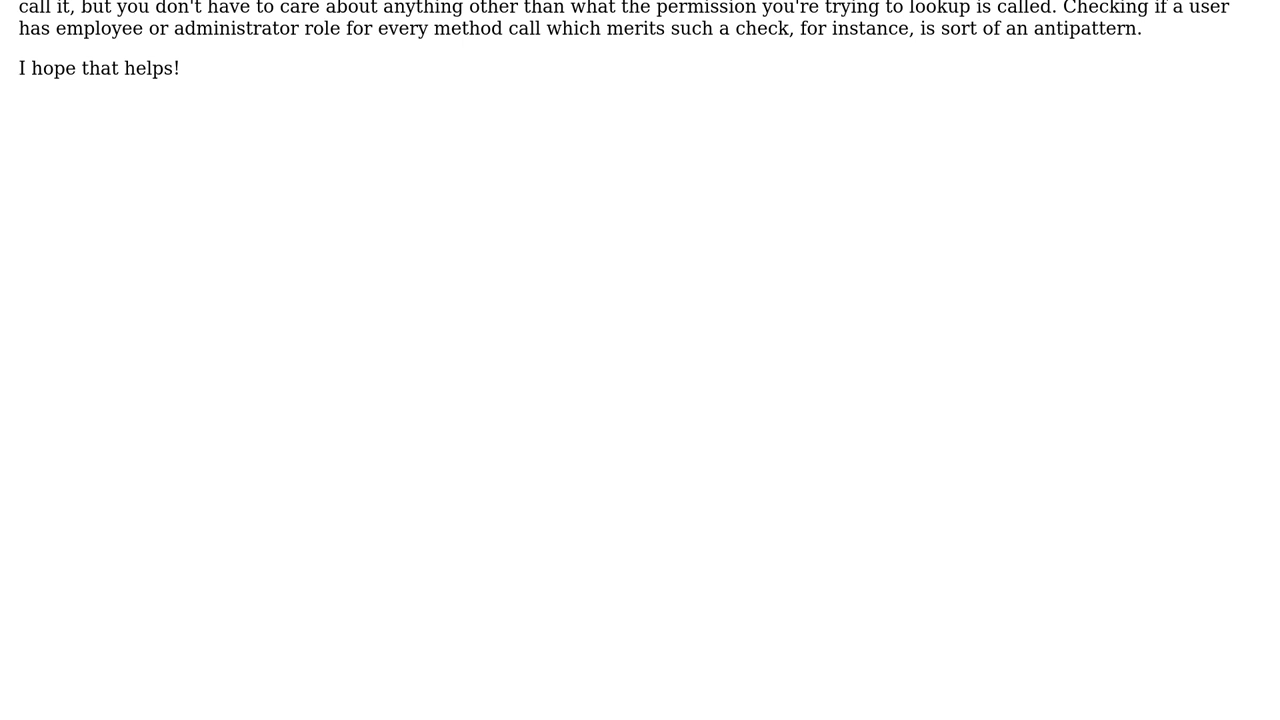 call it, but you don't have to care about anything other than what the permission you're trying to lookup is called. Checking if a user
has employee or administrator role for every method call which merits such a check, for instance, is sort of an antipattern.
I hope that helps!